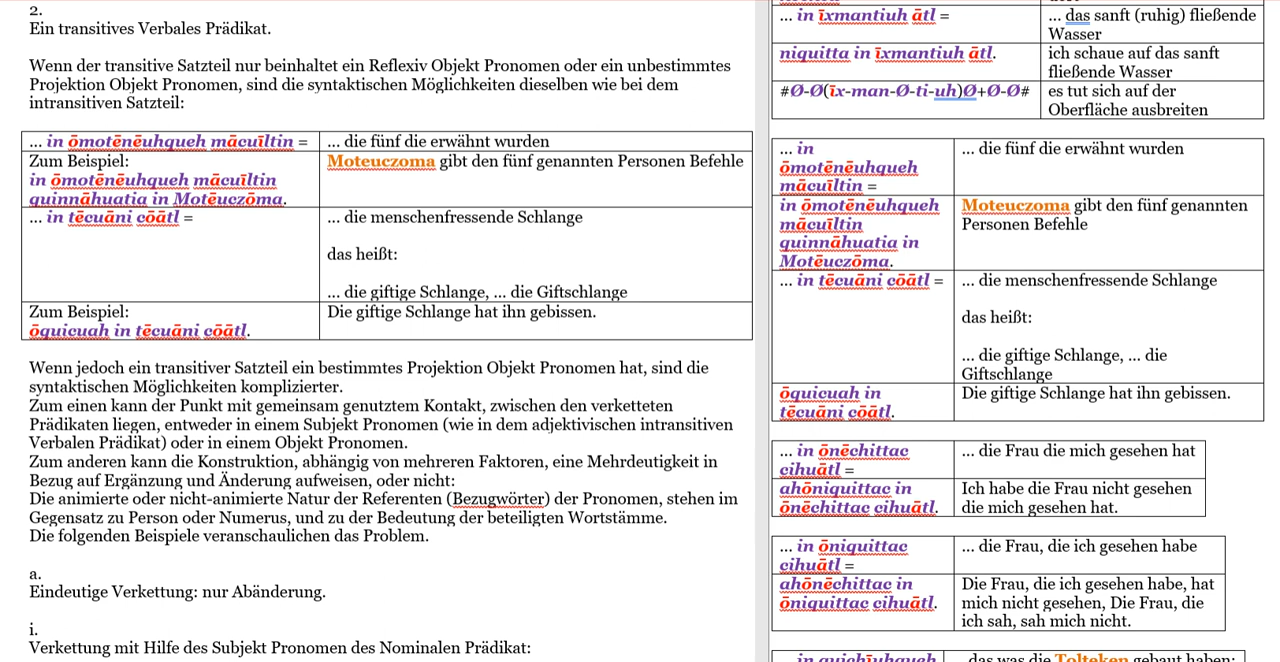 2.
Ein transitives Verbales Prädikat.
Wenn der transitive Satzteil nur beinhaltet ein Reflexiv Objekt Pronomen oder ein unbestimmtes
Projektion Objekt Pronomen, sind die syntaktischen Möglichkeiten dieselben wie bei dem
intransitiven Satzteil:
... in ōmotēnēuhqueh mācuīltin =
... die fünf die erwähnt wurden
Zum Beispiel:
in ōmotēnēuhqueh mācuīltin
quinnāhuatia in Motēuczōma.
Moteuczoma gibt den fünf genannten Personen Befehle
... in tēcuāni cōātl =
... die menschenfressende Schlange
das heißt:
... die giftige Schlange, ... die Giftschlange
Zum Beispiel:
ōquicuah in tēcuāni cōātl.
Die giftige Schlange hat ihn gebissen.
Wenn jedoch ein transitiver Satzteil ein bestimmtes Projektion Objekt Pronomen hat, sind die
syntaktischen Möglichkeiten komplizierter.
Zum einen kann der Punkt mit gemeinsam genutztem Kontakt, zwischen den verketteten
Prädikaten liegen, entweder in einem Subjekt Pronomen (wie in dem adjektivischen intransitiven
Verbalen Prädikat) oder in einem Objekt Pronomen.
Zum anderen kann die Konstruktion, abhängig von mehreren Faktoren, eine Mehrdeutigkeit in
Bezug auf Ergänzung und Änderung aufweisen, oder nicht:
Die animierte oder nicht-animierte Natur der Referenten (Bezugwörter) der Pronomen, stehen im
Gegensatz zu Person oder Numerus, und zu der Bedeutung der beteiligten Wortstämme.
Die folgenden Beispiele veranschaulichen das Problem.
a.
Eindeutige Verkettung: nur Abänderung.
i.
Verkettung mit Hilfe des Subjekt Pronomen des Nominalen Prädikat:
... in īxmantiuh ātl =
... das sanft (ruhig) fließende
Wasser
niquitta in īxmantiuh ātl.
ich schaue auf das sanft
fließende Wasser
#Ø-Ø(īx-man-Ø-ti-uh)Ø+Ø-Ø#
es tut sich auf der
Oberfläche ausbreiten
... in
ōmotēnēuhqueh
mācuīltin =
... die fünf die erwähnt wurden
in ōmotēnēuhqueh
mācuīltin
quinnāhuatia in
Motēuczōma.
Moteuczoma gibt den fünf genannten
Personen Befehle
... in tēcuāni cōātl =
... die menschenfressende Schlange
das heißt:
... die giftige Schlange, ... die
Giftschlange
ōquicuah in
tēcuāni cōātl.
Die giftige Schlange hat ihn gebissen.
... in ōnēchittac
cihuātl =
... die Frau die mich gesehen hat
ahōniquittac in
ōnēchittac cihuātl.
Ich habe die Frau nicht gesehen
die mich gesehen hat.
... in ōniquittac
cihuātl =
... die Frau, die ich gesehen habe
ahōnēchittac in
ōniquittac cihuātl.
Die Frau, die ich gesehen habe, hat
mich nicht gesehen, Die Frau, die
ich sah, sah mich nicht.
... in quichīuhqueh
... das was die Tolteken gebaut haben: